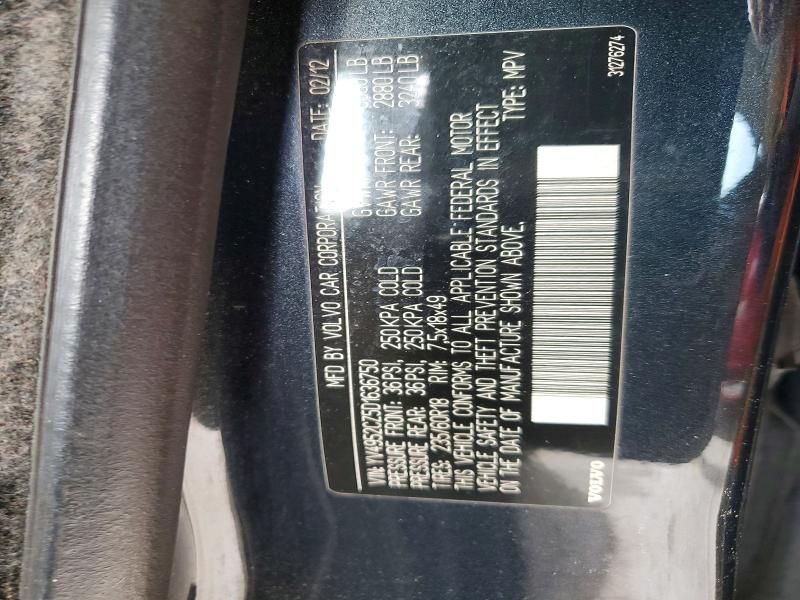 MFD BY VOLVO CAR CORPORATION DATE: 02/12
VIN: YV4952CZ5D1636750
PRESSURE FRONT: 36PSI, 250KPA COLD GAWR FRONT: 2880 LB
PRESSURE REAR: 36PSI, 250KPA COLD GAWR REAR: 3240 LB
TIRES: 235/60R18 RIM: 7,5x18x49
THIS VEHICLE CONFORMS TO ALL APPLICABLE FEDERAL MOTOR
VEHICLE SAFETY AND THEFT PREVENTION STANDARDS IN EFFECT
ON THE DATE OF MANUFACTURE SHOWN ABOVE. TYPE: MPV
VOLVO 31276274